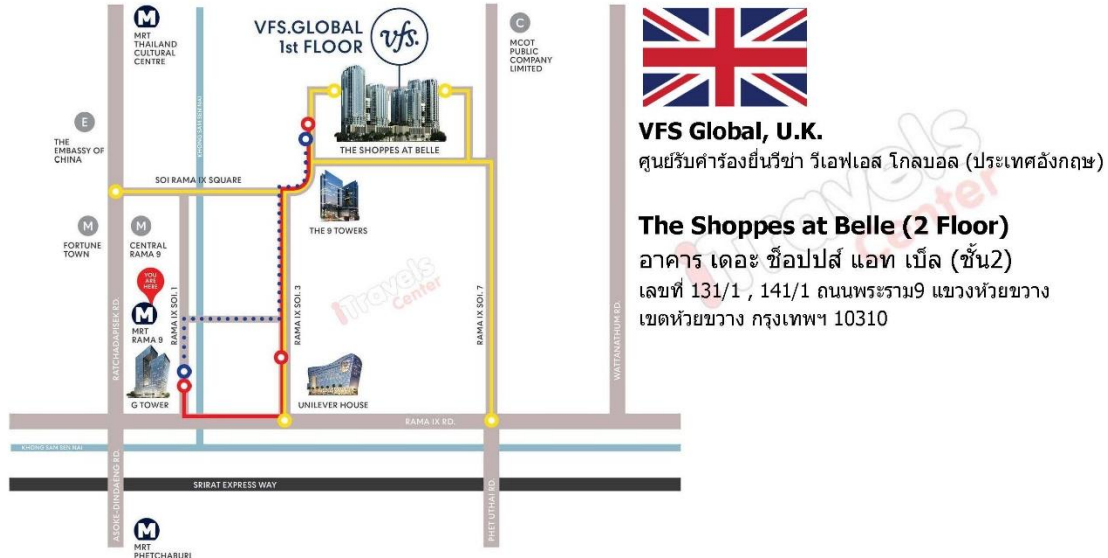 MRT
THAILAND
CULTURAL
CENTRE
VFS.GLOBAL
1st FLOOR
vfs.
C
MCOT
PUBLIC
COMPANY
LIMITED
KHONG SAM SEN NAI
E
THE
EMBASSY OF
CHINA
THE SHOPPES AT BELLE
SOI RAMA IX SQUARE
THE 9 TOWERS
M
FORTUNE
TOWN
M
CENTRAL
RAMA 9
YOU
ARE
HERE
M
MRT
RAMA 9
RATCHADAPISEK RD.
RAMA IX SOI. 1
RAMA IX SOI. 3
RAMA IX SOI. 7
WATTANATHUM RD.
G TOWER
UNILEVER HOUSE
RAMA IX RD.
KHONG SAM SEN NAI
SRIRAT EXPRESS WAY
ASOKE-DINDAENG RD.
PHET UTHAI RD.
M
MRT
PHETCHABURI
VFS Global, U.K.
ศูนย์รับคำร้องยื่นวีซ่า วีเอฟเอส โกลบอล (ประเทศอังกฤษ)
The Shoppes at Belle (2 Floor)
อาคาร เดอะ ช็อปปส์ แอท เบ็ล (ชั้น2)
เลขที่ 131/1 , 141/1 ถนนพระราม9 แขวงห้วยขวาง
เขตห้วยขวาง กรุงเทพฯ 10310
iTravels
Center
iTravels
Center